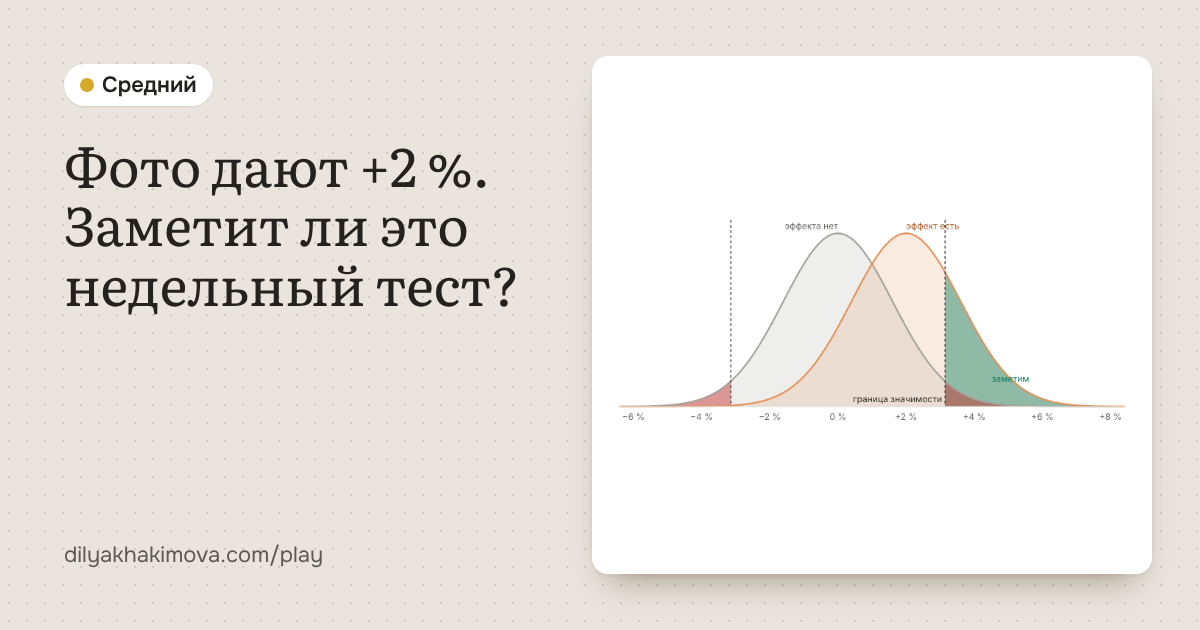 Средний
Фото дают +2 %.
Заметит ли это
недельный тест?
dilyakhakimova.com/play
эффекта нет
эффект есть
заметим
граница значимости
−6 %
−4 %
−2 %
0 %
+2 %
+4 %
+6 %
+8 %